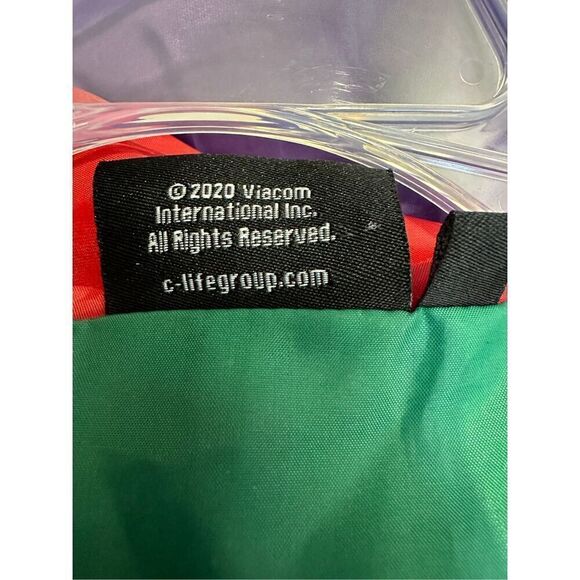 © 2020 Viacom
International Inc.
All Rights Reserved.
c-lifegroup.com